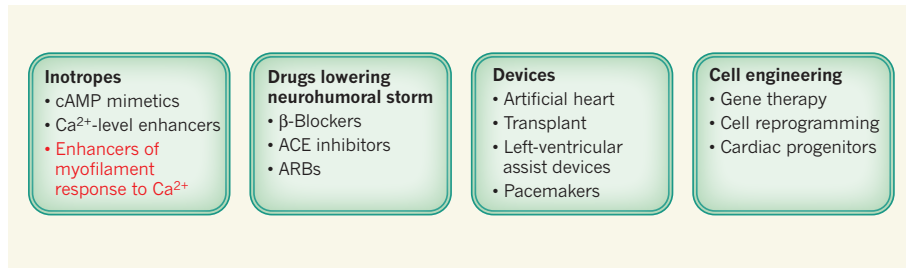 Inotropes
• cAMP mimetics
• Ca²⁺-level enhancers
• Enhancers of
myofilament
response to Ca²⁺
Drugs lowering
neurohumoral storm
• β-Blockers
• ACE inhibitors
• ARBs
Devices
• Artificial heart
• Transplant
• Left-ventricular
assist devices
• Pacemakers
Cell engineering
• Gene therapy
• Cell reprogramming
• Cardiac progenitors